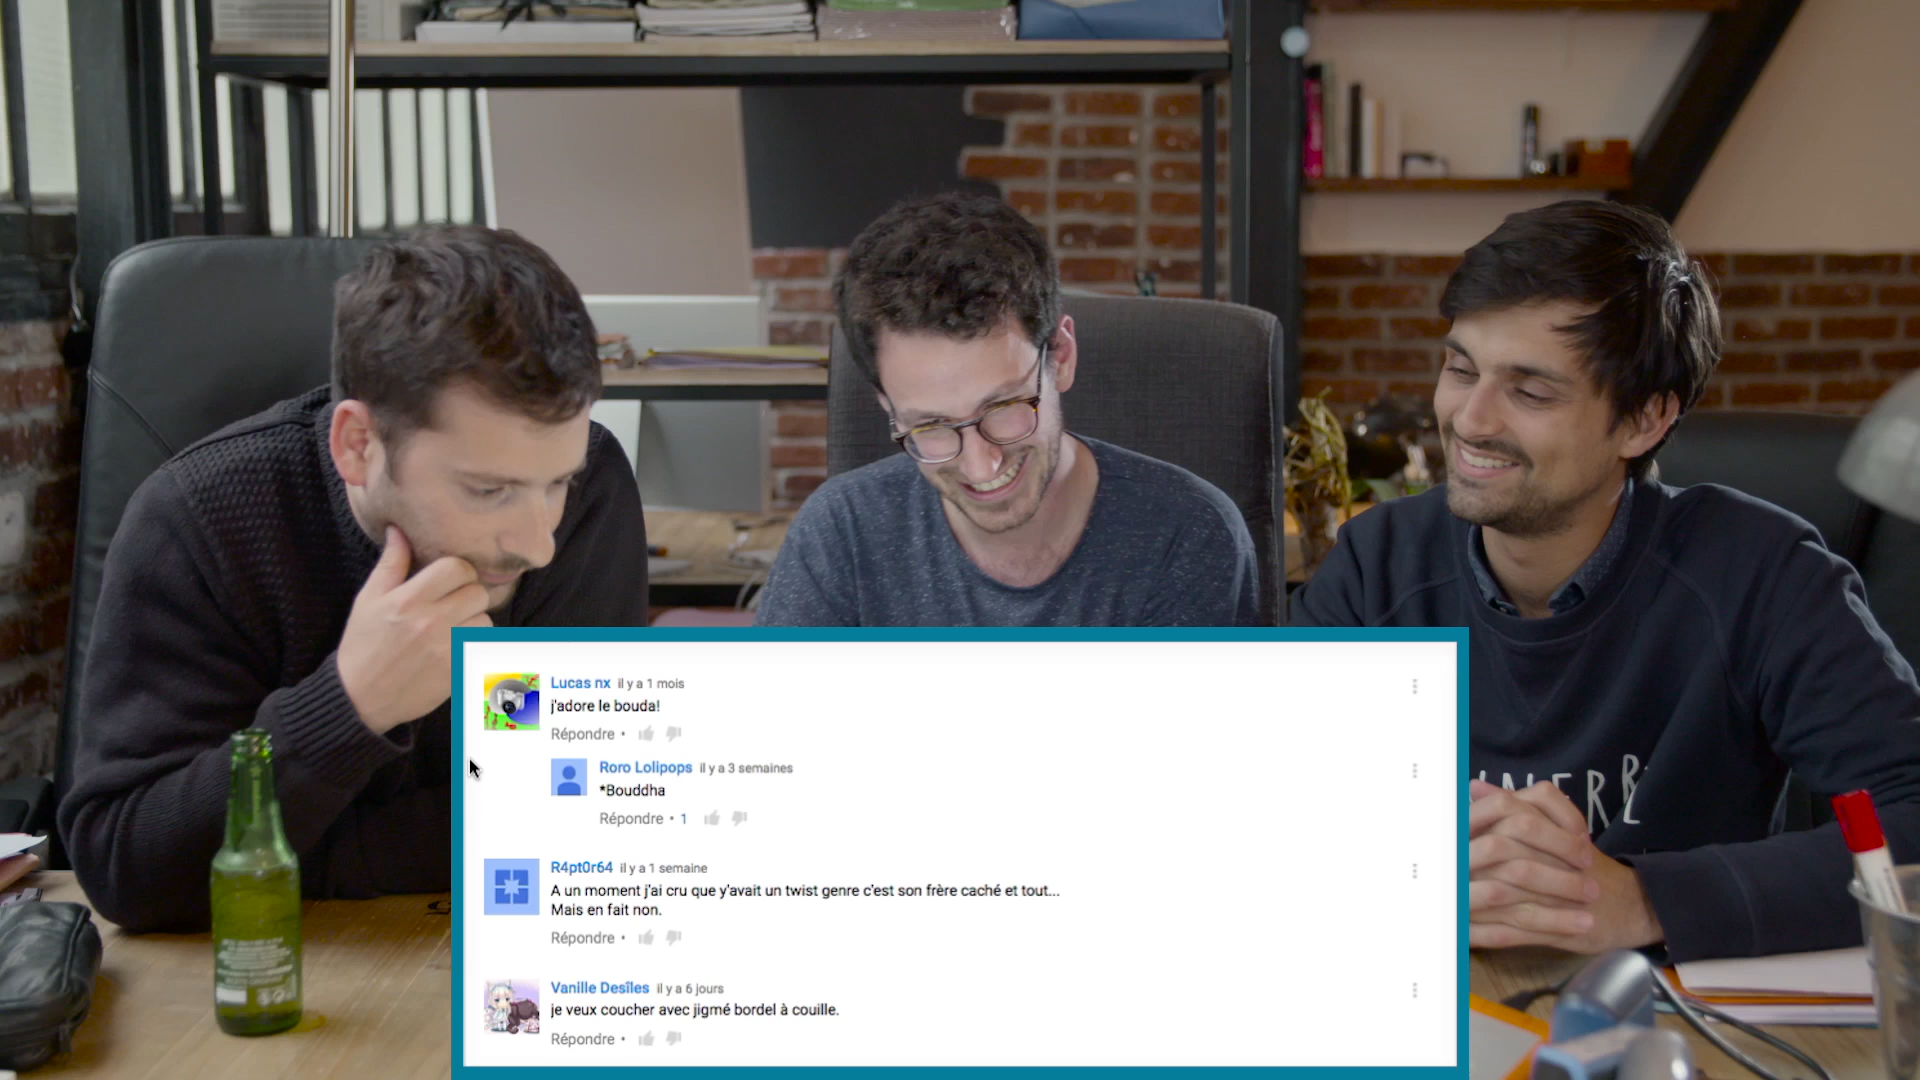 Lucas nx il y a 1 mois
j'adore le bouda!
Répondre •
Roro Lolipops il y a 3 semaines
*Bouddha
Répondre • 1
R4pt0r64 il y a 1 semaine
A un moment j'ai cru que y'avait un twist genre c'est son frère caché et tout...
Mais en fait non.
Répondre •
Vanille Desîles il y a 6 jours
je veux coucher avec jigmé bordel à couille.
Répondre •